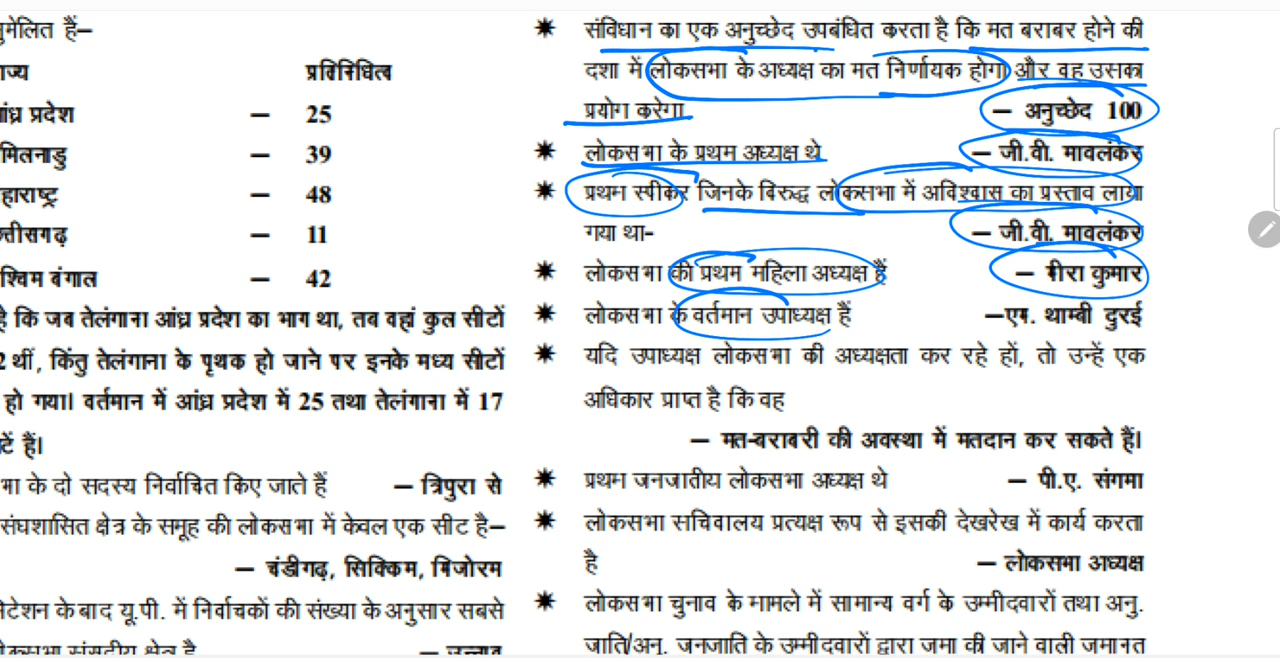 सुमेलित हैं–
राज्य प्रतिनिधित्व
आंध्र प्रदेश – 25
तमिलनाडु – 39
महाराष्ट्र – 48
छत्तीसगढ़ – 11
पश्चिम बंगाल – 42
है कि जब तेलंगाना आंध्र प्रदेश का भाग था, तब वहां कुल सीटों
2 थीं, किंतु तेलंगाना के पृथक हो जाने पर इनके मध्य सीटों
हो गया। वर्तमान में आंध्र प्रदेश में 25 तथा तेलंगाना में 17
टें हैं।
भा के दो सदस्य निर्वाचित किए जाते हैं – त्रिपुरा से
संघशासित क्षेत्र के समूह की लोकसभा में केवल एक सीट है–
– चंडीगढ़, सिक्किम, मिजोरम
के बाद यू.पी. में निर्वाचकों की संख्या के अनुसार सबसे
लोकसभा संसदीय क्षेत्र है – उन्नाव
✷ संविधान का एक अनुच्छेद उपबंधित करता है कि मत बराबर होने की
दशा में लोकसभा के अध्यक्ष का मत निर्णायक होगा और वह उसका
प्रयोग करेगा – अनुच्छेद 100
✷ लोकसभा के प्रथम अध्यक्ष थे – जी.वी. मावलंकर
✷ प्रथम स्पीकर जिनके विरुद्ध लोकसभा में अविश्वास का प्रस्ताव लाया
गया था- – जी.वी. मावलंकर
✷ लोकसभा की प्रथम महिला अध्यक्ष हैं – मीरा कुमार
✷ लोकसभा के वर्तमान उपाध्यक्ष हैं –एम. थाम्बी दुरई
✷ यदि उपाध्यक्ष लोकसभा की अध्यक्षता कर रहे हों, तो उन्हें एक
अधिकार प्राप्त है कि वह
– मत-बराबरी की अवस्था में मतदान कर सकते हैं।
✷ प्रथम जनजातीय लोकसभा अध्यक्ष थे – पी.ए. संगमा
✷ लोकसभा सचिवालय प्रत्यक्ष रूप से इसकी देखरेख में कार्य करता
है – लोकसभा अध्यक्ष
✷ लोकसभा चुनाव के मामले में सामान्य वर्ग के उम्मीदवारों तथा अनु.
जाति/अनु. जनजाति के उम्मीदवारों द्वारा जमा की जाने वाली जमानत